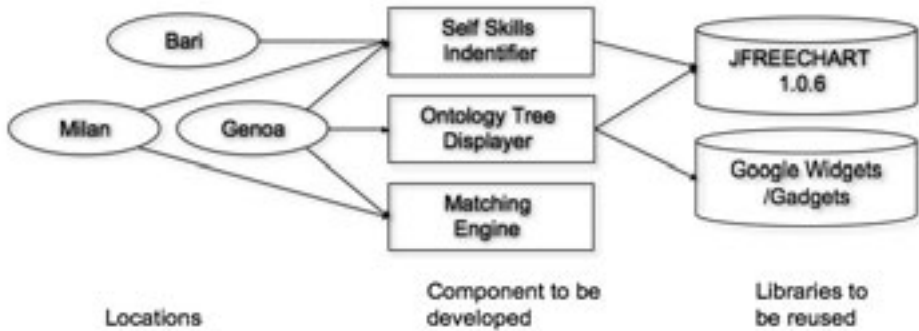 Bari
Milan
Genoa
Self Skills
Indentifier
Ontology Tree
Displayer
Matching
Engine
JFREECHART
1.0.6
Google Widgets
/Gadgets
Locations
Component to be
developed
Libraries to
be reused